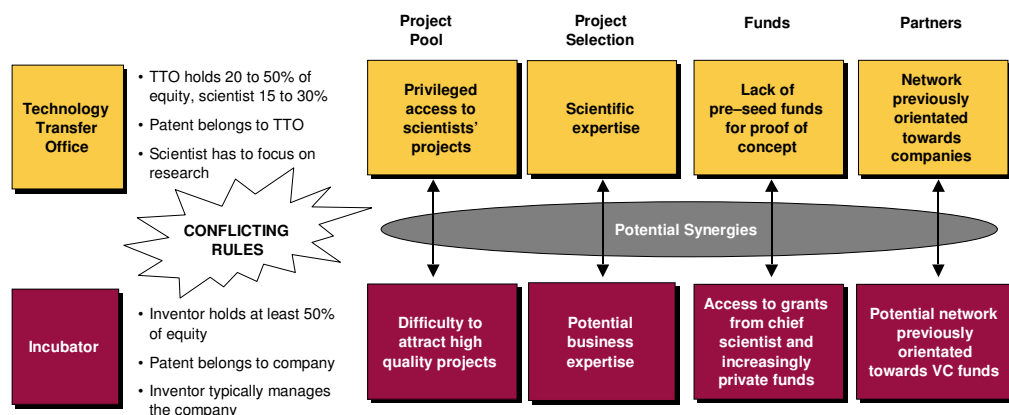 Project
Pool
Project
Selection
Funds
Partners
Technology
Transfer
Office
• TTO holds 20 to 50% of
equity, scientist 15 to 30%
• Patent belongs to TTO
• Scientist has to focus on
research
Privileged
access to
scientists’
projects
Scientific
expertise
Lack of
pre–seed funds
for proof of
concept
Network
previously
orientated
towards
companies
CONFLICTING
RULES
Potential Synergies
Incubator
• Inventor holds at least 50%
of equity
• Patent belongs to company
• Inventor typically manages
the company
Difficulty to
attract high
quality projects
Potential
business
expertise
Access to grants
from chief
scientist and
increasingly
private funds
Potential network
previously
orientated
towards VC funds